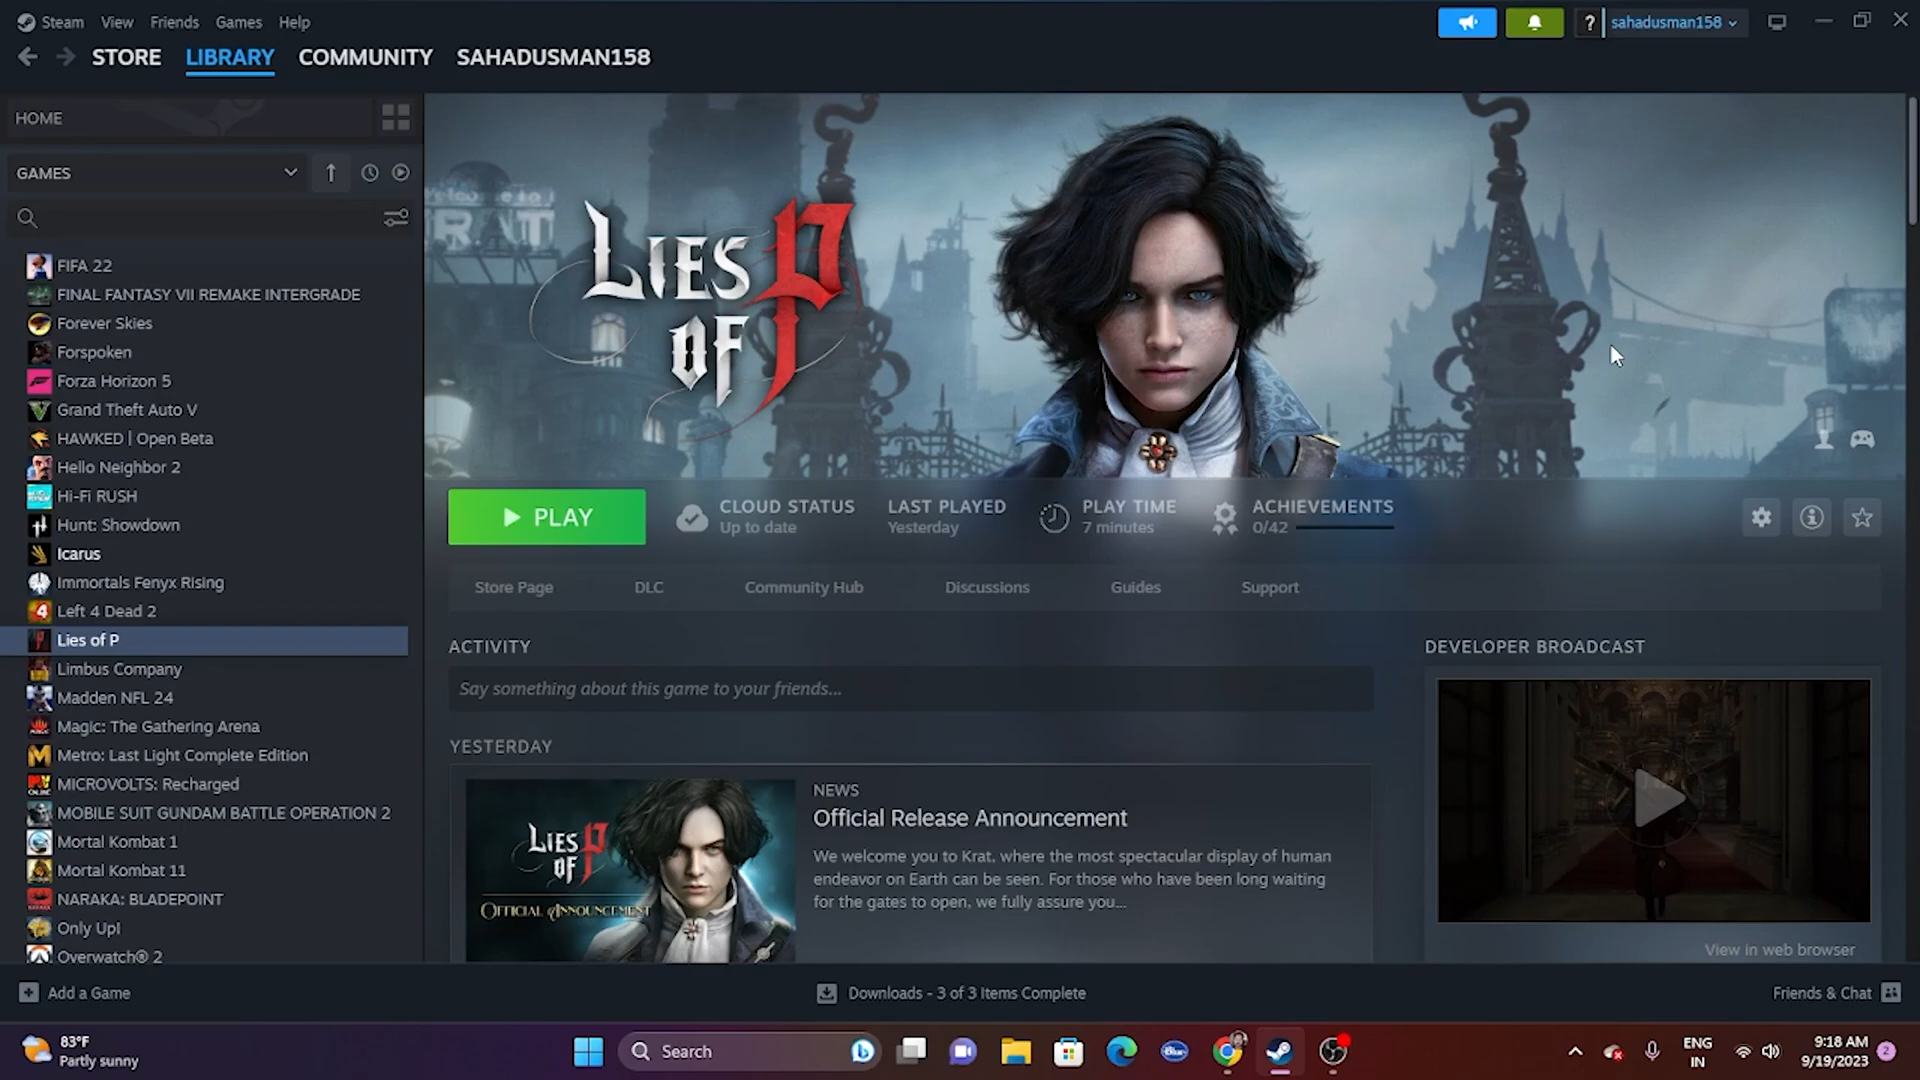 Steam View Friends Games Help
? sahadusman158
STORE LIBRARY COMMUNITY SAHADUSMAN158
HOME
GAMES
FIFA 22
FINAL FANTASY VII REMAKE INTERGRADE
Forever Skies
Forspoken
Forza Horizon 5
Grand Theft Auto V
HAWKED | Open Beta
Hello Neighbor 2
Hi-Fi RUSH
Hunt: Showdown
Icarus
Immortals Fenyx Rising
Left 4 Dead 2
Lies of P
Limbus Company
Madden NFL 24
Magic: The Gathering Arena
Metro: Last Light Complete Edition
MICROVOLTS: Recharged
MOBILE SUIT GUNDAM BATTLE OPERATION 2
Mortal Kombat 1
Mortal Kombat 11
NARAKA: BLADEPOINT
Only Up!
Overwatch® 2
Welcome to
KRAT
LIES
OF P
PLAY
CLOUD STATUS
Up to date
LAST PLAYED
Yesterday
PLAY TIME
7 minutes
ACHIEVEMENTS
0/42
Store Page DLC Community Hub Discussions Guides Support
ACTIVITY
Say something about this game to your friends...
YESTERDAY
LIES
OF P
OFFICIAL ANNOUNCEMENT
NEWS
Official Release Announcement
We welcome you to Krat, where the most spectacular display of human
endeavor on Earth can be seen. For those who have been long waiting
for the gates to open, we fully assure you...
DEVELOPER BROADCAST
View in web browser
Add a Game
Downloads - 3 of 3 Items Complete
Friends & Chat
83°F
Partly sunny
Search
ENG
IN
9:18 AM
9/19/2023
2